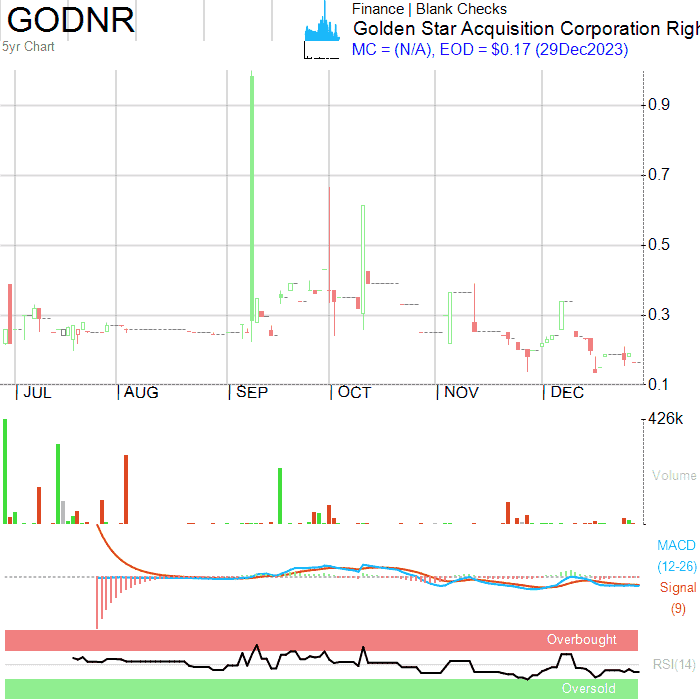 GODNR
5yr Chart
Finance | Blank Checks
Golden Star Acquisition Corporation Righ
MC = (N/A), EOD = $0.17 (29Dec2023)
0.9
0.7
0.5
0.3
0.1
JUL AUG SEP OCT NOV DEC
426k
Volume
MACD
(12-26)
Signal
(9)
Overbought
RSI(14)
Oversold